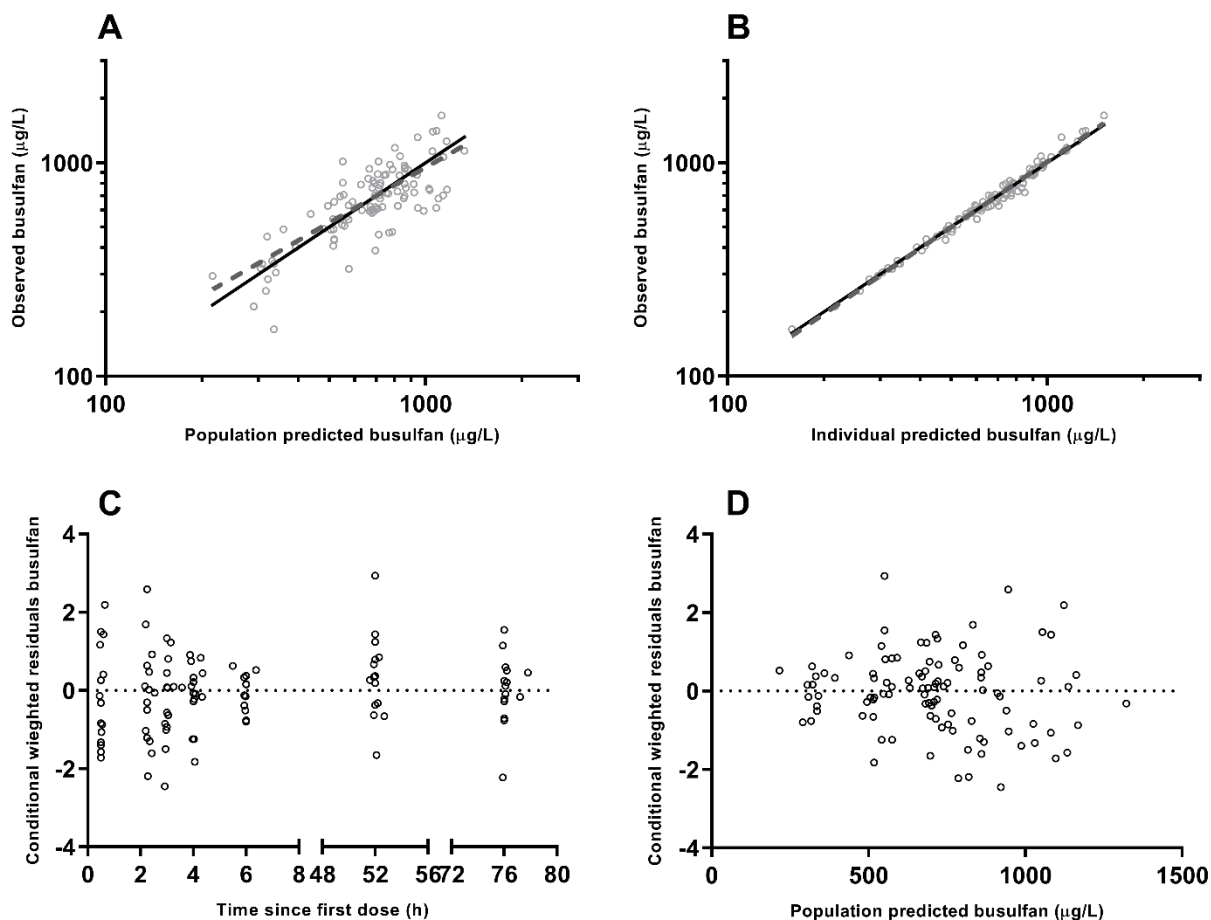 A
B
Observed busulfan (µg/L)
1000
100
100
1000
Population predicted busulfan (µg/L)
Observed busulfan (µg/L)
1000
100
100
1000
Individual predicted busulfan (µg/L)
C
D
Conditional wieghted residuals busulfan
4
2
0
-2
-4
0 2 4 6 8 48 52 56 72 76 80
Time since first dose (h)
Conditional wieghted residuals busulfan
4
2
0
-2
-4
0 500 1000 1500
Population predicted busulfan (µg/L)